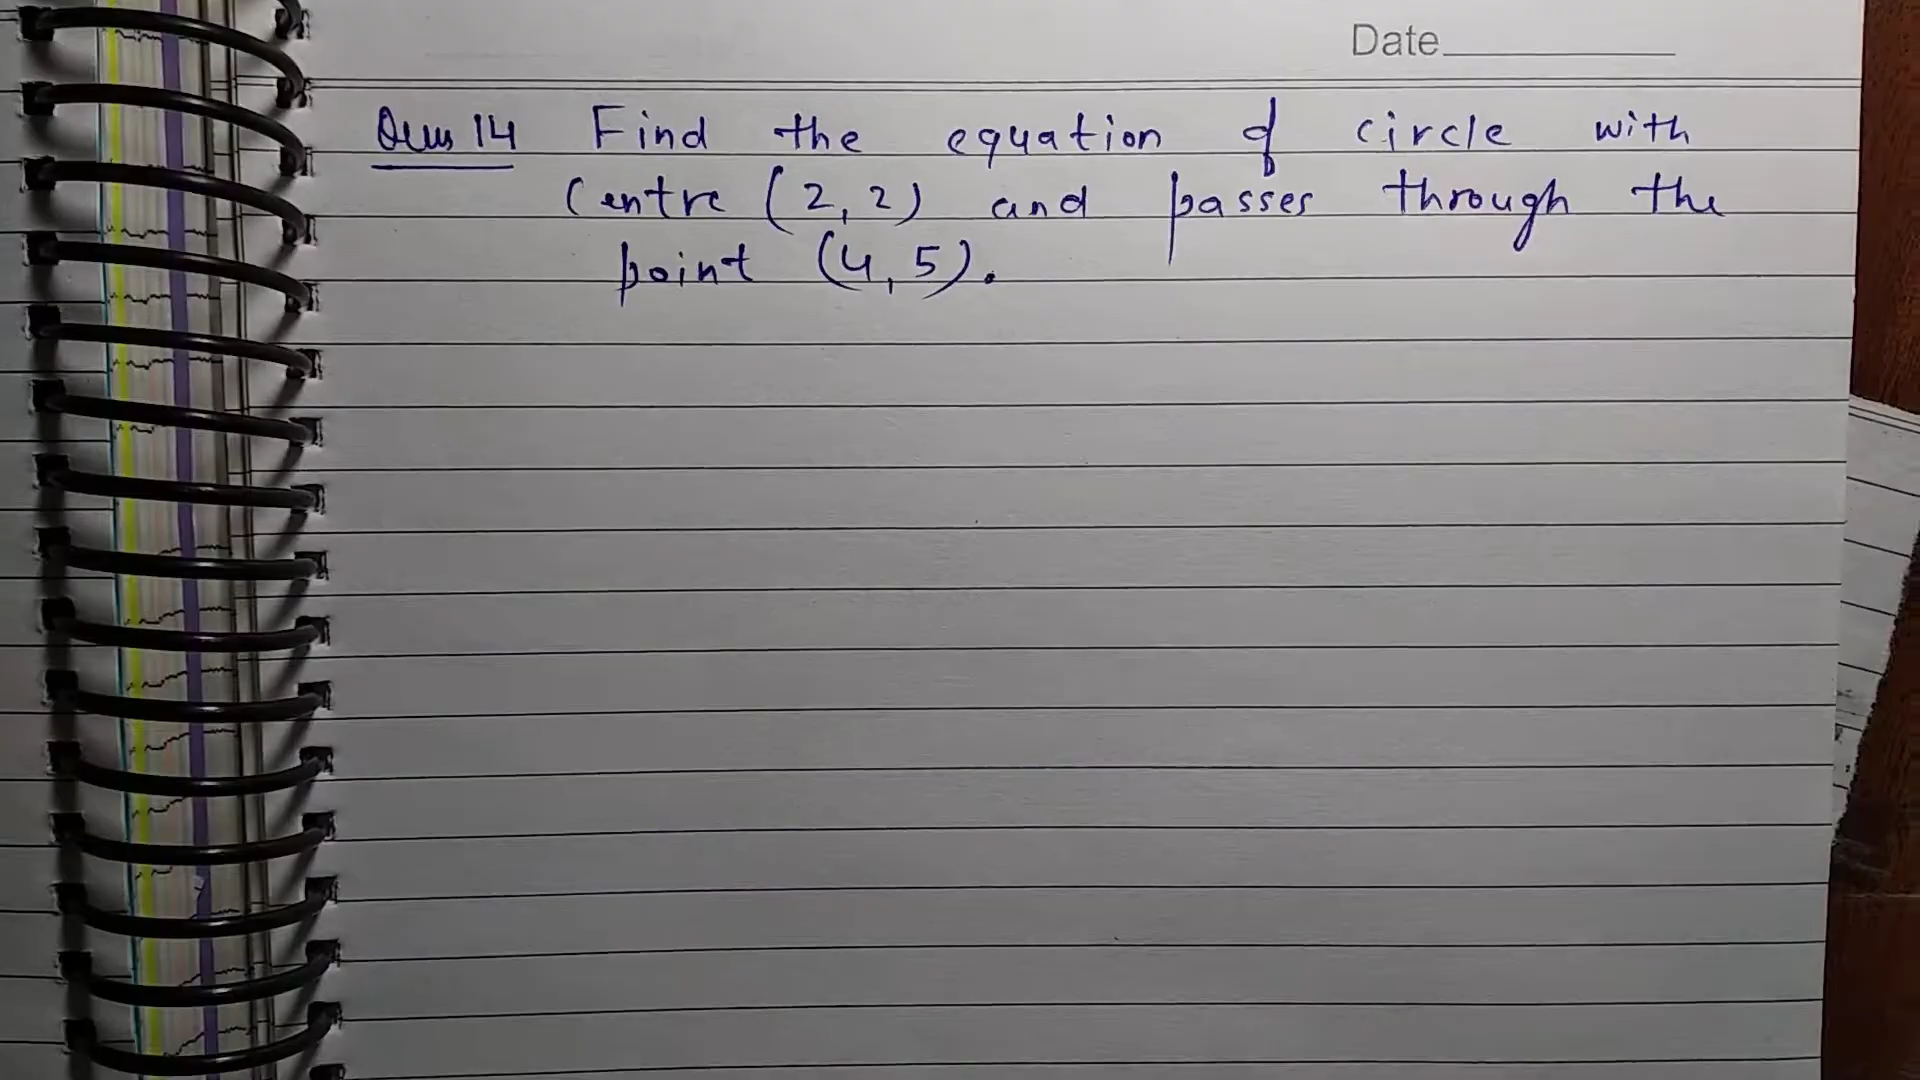 Date
Ques 14 Find the equation of circle with
Centre (2,2) and passes through the
point (4,5).